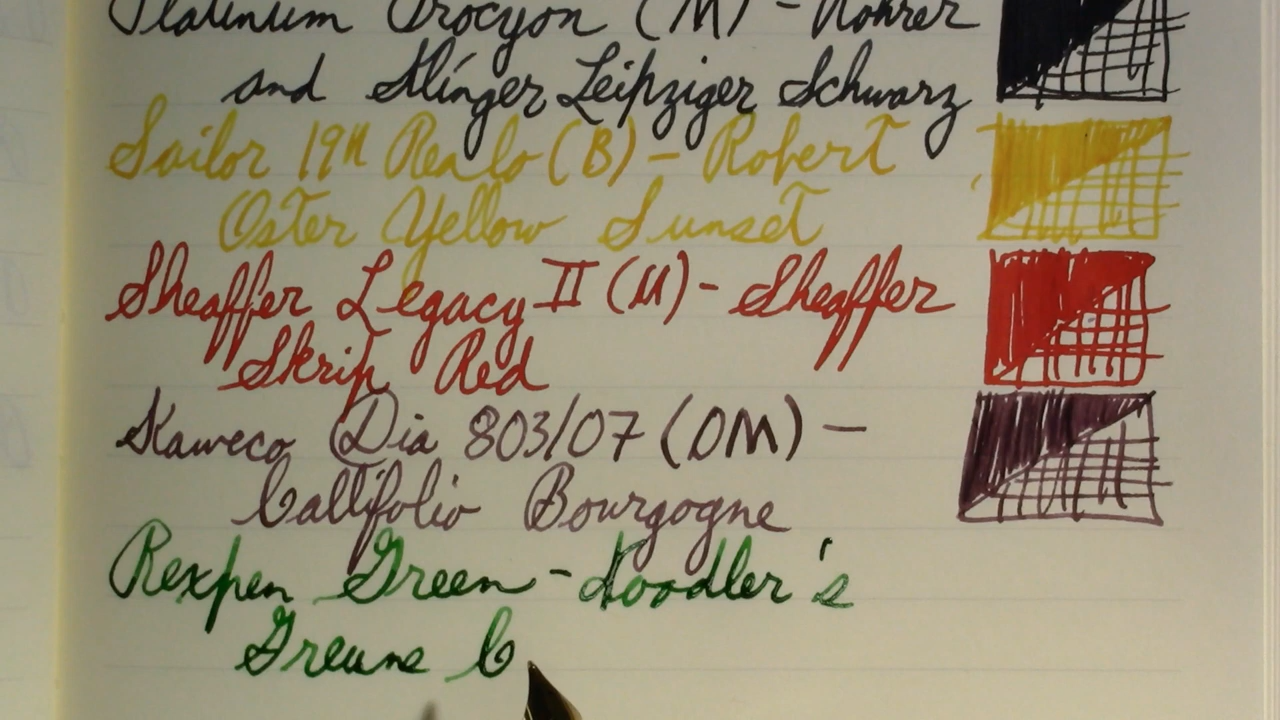 Platinum Procyon (M) - Rohrer
and Klinger Leipziger Schwarz
Sailor 1911 Realo (B) - Robert
Oster Yellow Sunset
Sheaffer Legacy II (M) - Sheaffer
Skrip Red
Kaweco Dia 803/07 (OM) -
Callifolio Bourgogne
Rexpen Green - Noodler's
Greune C